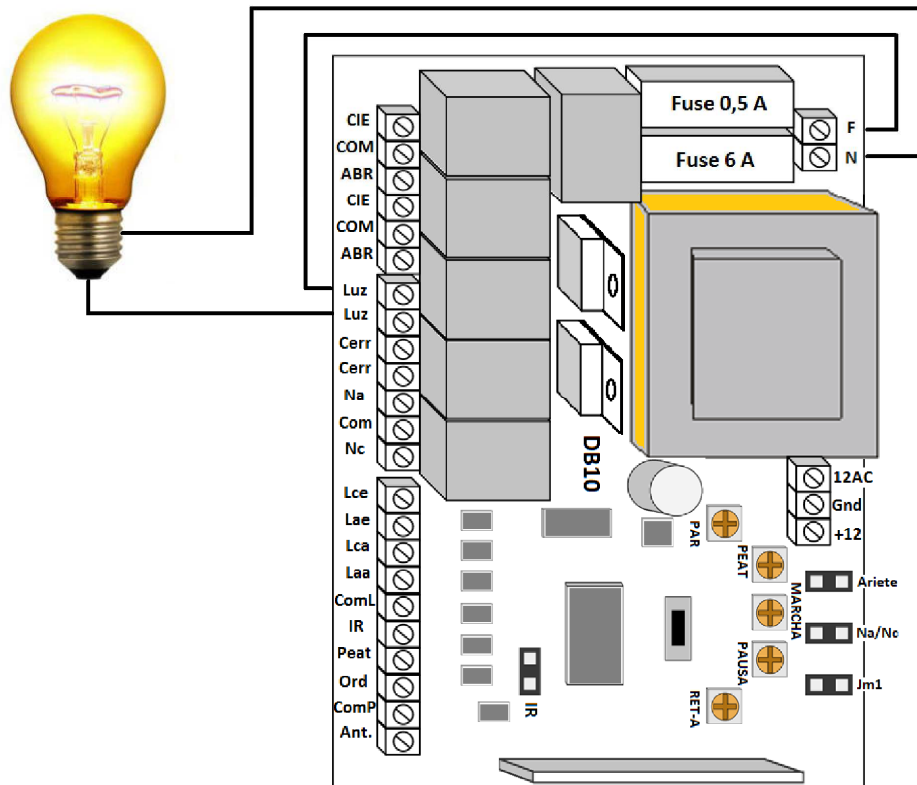 CIE
COM
ABR
CIE
COM
ABR
Luz
Luz
Cerr
Cerr
Na
Com
Nc
Lce
Lae
Lca
Laa
ComL
IR
Peat
Ord
ComP
Ant.
Fuse 0,5 A
Fuse 6 A
F
N
DB10
12AC
Gnd
+12
PAR
PEAT
MARCHA
PAUSA
RET-A
Ariete
Na/Nc
Jm1
IR